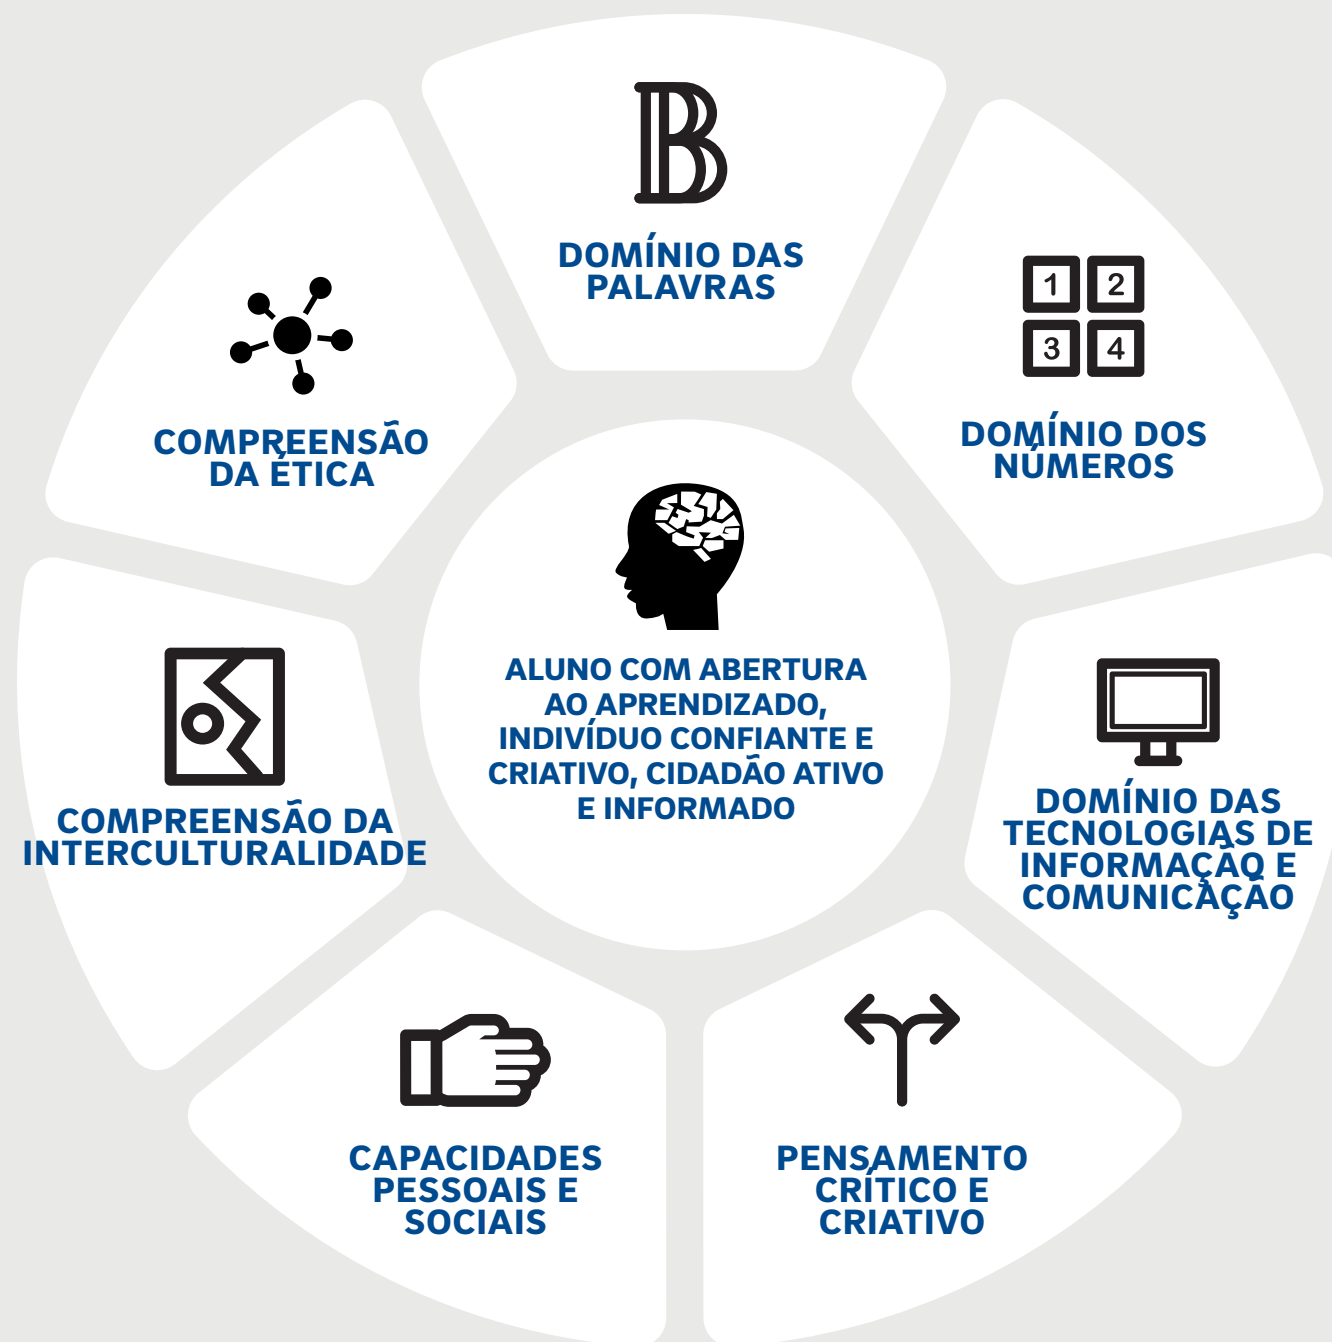 B
DOMÍNIO DAS
PALAVRAS
1 2
3 4
DOMÍNIO DOS
NÚMEROS
COMPREENSÃO
DA ÉTICA
ALUNO COM ABERTURA
AO APRENDIZADO,
INDIVÍDUO CONFIANTE E
CRIATIVO, CIDADÃO ATIVO
E INFORMADO
DOMÍNIO DAS
TECNOLOGIAS DE
INFORMAÇÃO E
COMUNICAÇÃO
COMPREENSÃO DA
INTERCULTURALIDADE
CAPACIDADES
PESSOAIS E
SOCIAIS
PENSAMENTO
CRÍTICO E
CRIATIVO